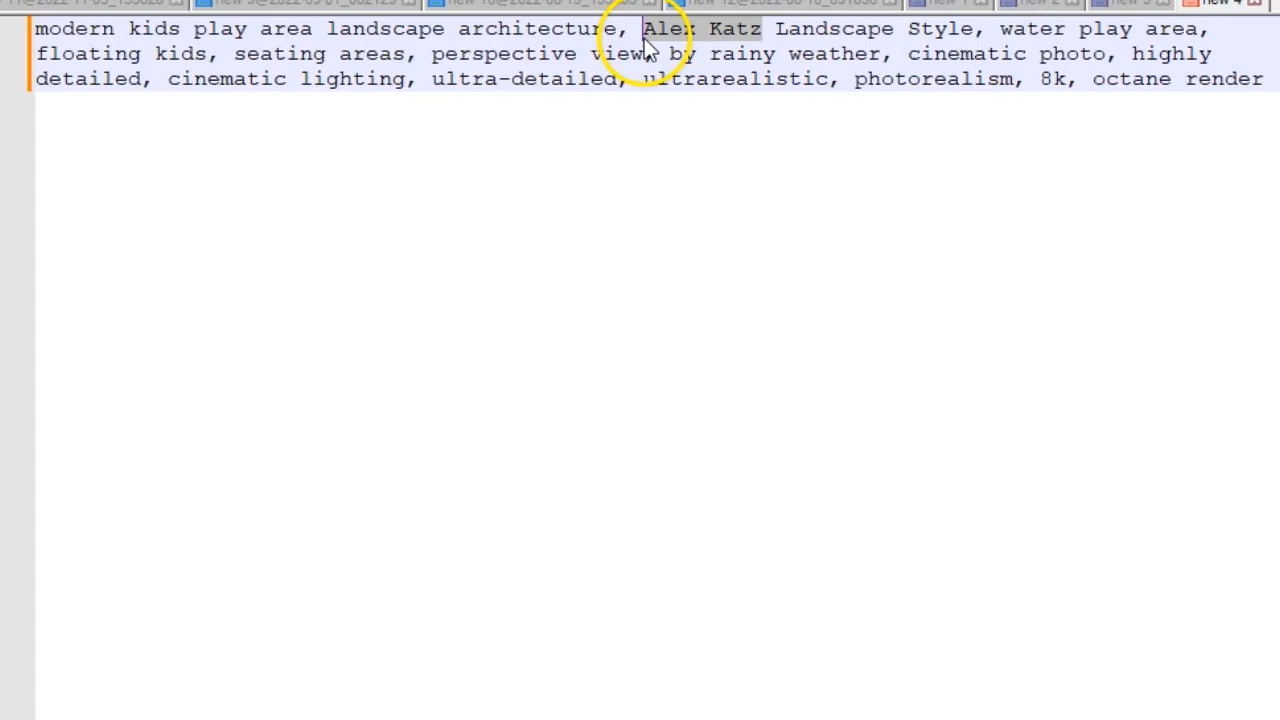 modern kids play area landscape architecture, Alex Katz Landscape Style, water play area,
floating kids, seating areas, perspective view, by rainy weather, cinematic photo, highly
detailed, cinematic lighting, ultra-detailed, ultrarealistic, photorealism, 8k, octane render